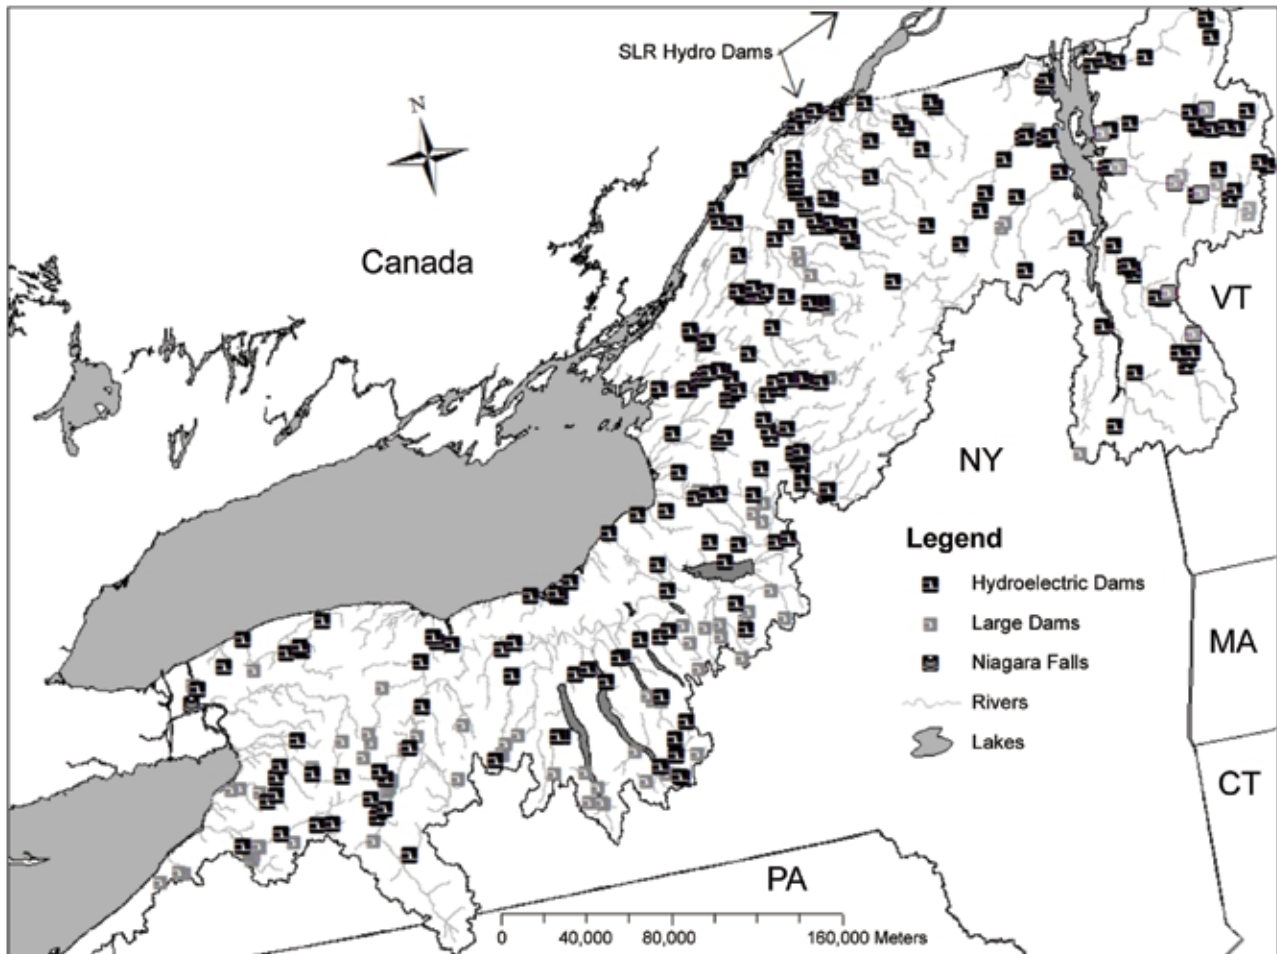 SLR Hydro Dams
N
Canada
VT
NY
Legend
Hydroelectric Dams
Large Dams
Niagara Falls
Rivers
Lakes
MA
CT
PA
0 40,000 80,000 160,000 Meters